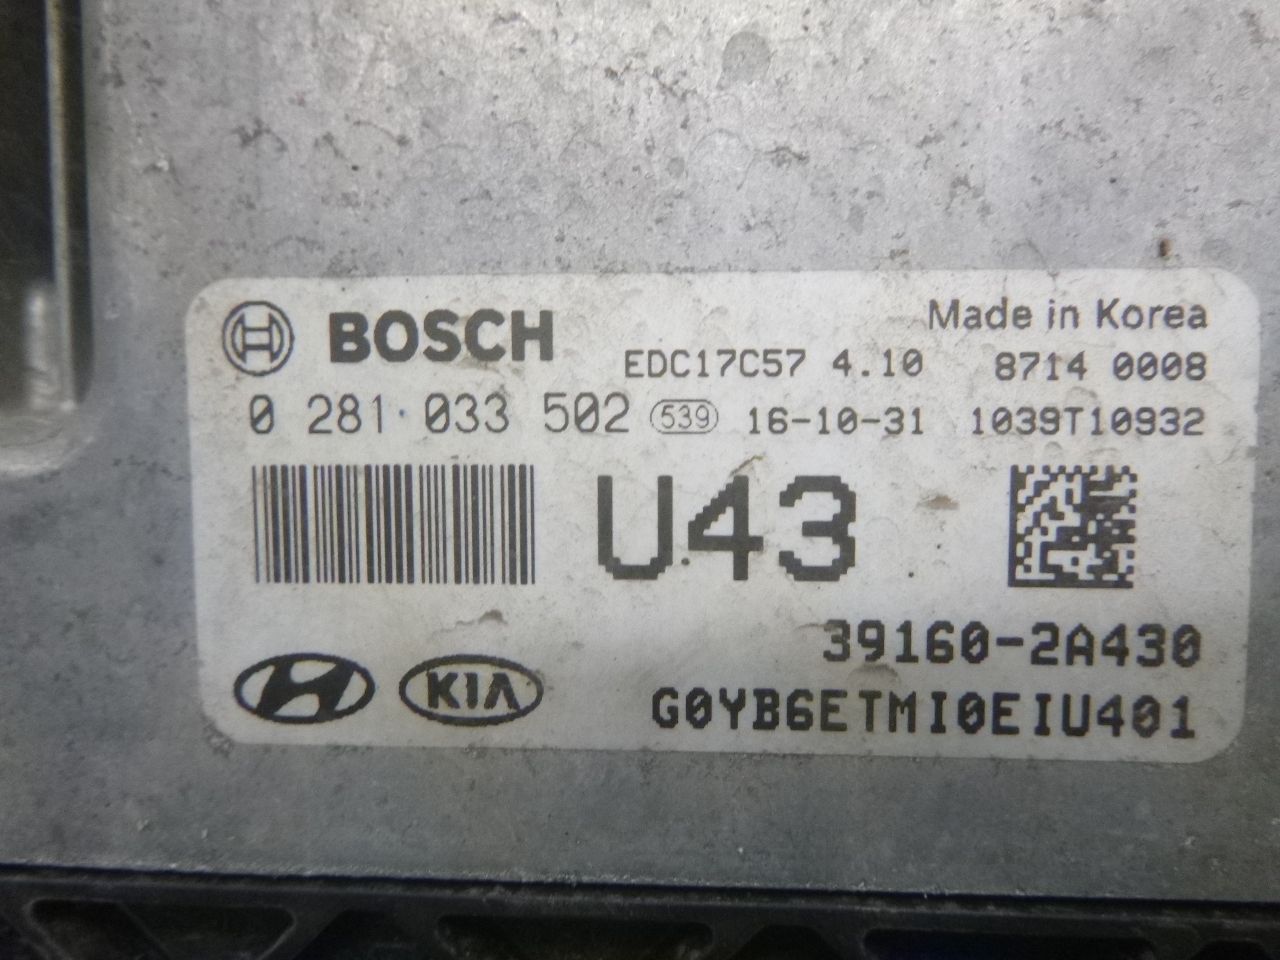 BOSCH
Made in Korea
EDC17C57 4.10 8714 0008
0 281 033 502 539 16-10-31 1039T10932
U43
39160-2A430
KIA
G0YB6ETMI0EIU401